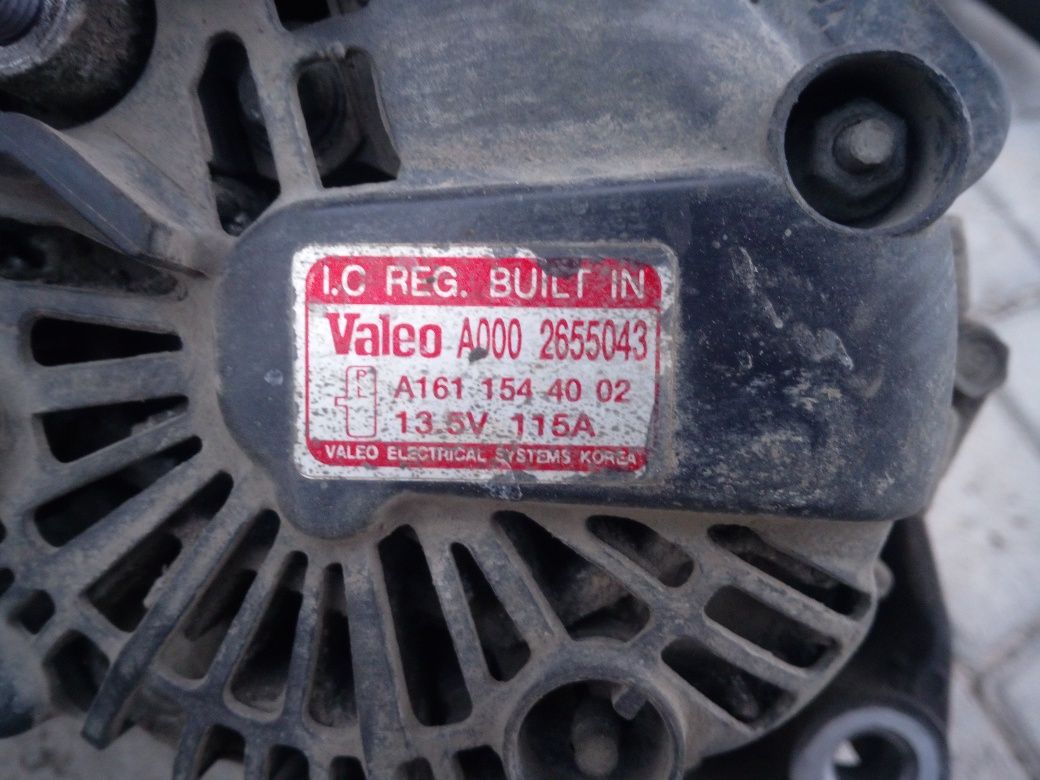 I.C REG. BUILT IN
Valeo A000 2655043
A161 154 40 02
13.5V 115A
VALEO ELECTRICAL SYSTEMS KOREA